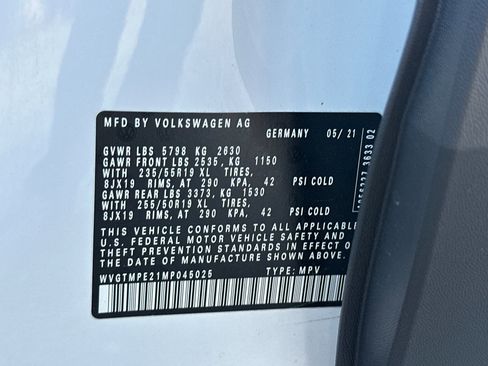 MFD BY VOLKSWAGEN AG
GERMANY 05/21
GVWR LBS 5798 KG 2630
GAWR FRONT LBS 2535, KG 1150
WITH 235/55R19 XL TIRES,
8JX19 RIMS, AT 290 KPA, 42 PSI COLD
GAWR REAR LBS 3373, KG 1530
WITH 255/50R19 XL TIRES,
8JX19 RIMS, AT 290 KPA, 42 PSI COLD
THIS VEHICLE CONFORMS TO ALL APPLICABLE
U.S. FEDERAL MOTOR VEHICLE SAFETY AND
THEFT PREVENTION STANDARDS IN EFFECT ON
THE DATE OF MANUFACTURE SHOWN ABOVE.
WVGTMPE21MP045025 TYPE: MPV
3633 02